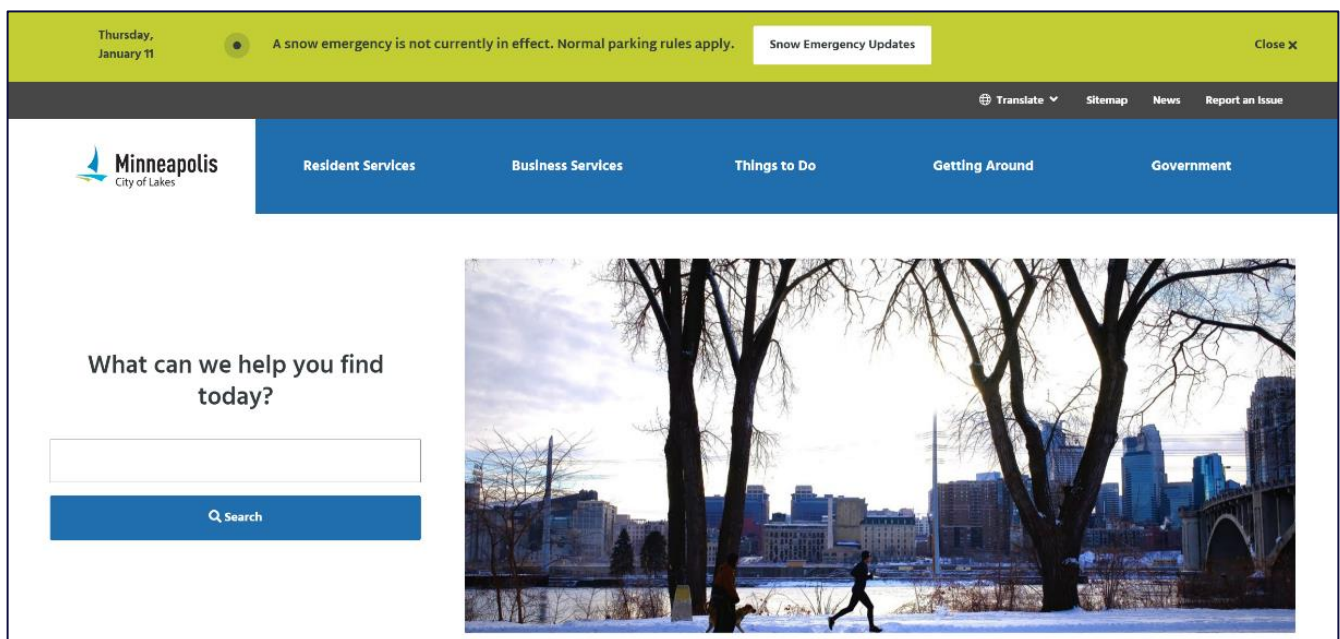 Thursday,
January 11
A snow emergency is not currently in effect. Normal parking rules apply.
Snow Emergency Updates
Close x
Translate
Sitemap
News
Report an Issue
Minneapolis
City of Lakes
Resident Services
Business Services
Things to Do
Getting Around
Government
What can we help you find
today?
Search